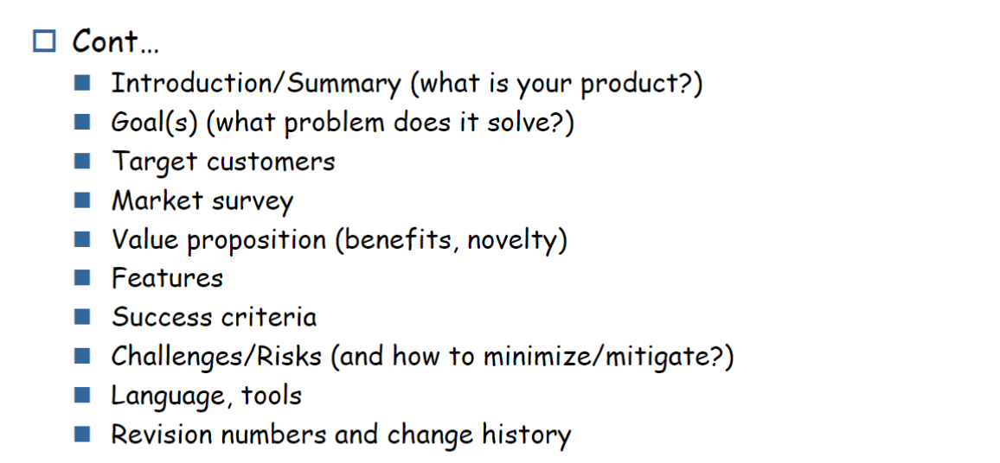 Cont...
Introduction/Summary (what is your product?)
Goal(s) (what problem does it solve?)
Target customers
Market survey
Value proposition (benefits, novelty)
Features
Success criteria
Challenges/Risks (and how to minimize/mitigate?)
Language, tools
Revision numbers and change history